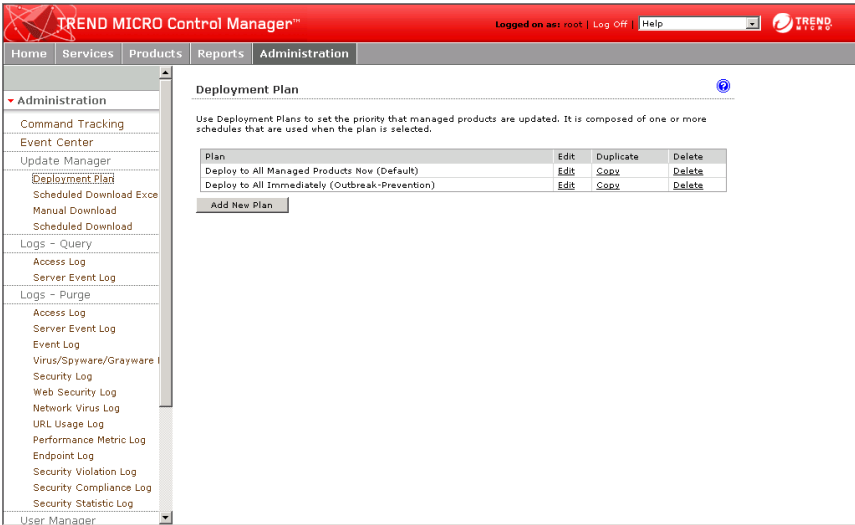 TREND MICRO Control Manager™
Logged on as: root | Log Off | Help
TREND MICRO
Home Services Products Reports Administration
Administration
Command Tracking
Event Center
Update Manager
Deployment Plan
Scheduled Download Exce
Manual Download
Scheduled Download
Logs - Query
Access Log
Server Event Log
Logs - Purge
Access Log
Server Event Log
Event Log
Virus/Spyware/Grayware
Security Log
Web Security Log
Network Virus Log
URL Usage Log
Performance Metric Log
Endpoint Log
Security Violation Log
Security Compliance Log
Security Statistic Log
User Manager
Deployment Plan
?
Use Deployment Plans to set the priority that managed products are updated. It is composed of one or more
schedules that are used when the plan is selected.
Plan Edit Duplicate Delete
Deploy to All Managed Products Now (Default) Edit Copy Delete
Deploy to All Immediately (Outbreak-Prevention) Edit Copy Delete
Add New Plan